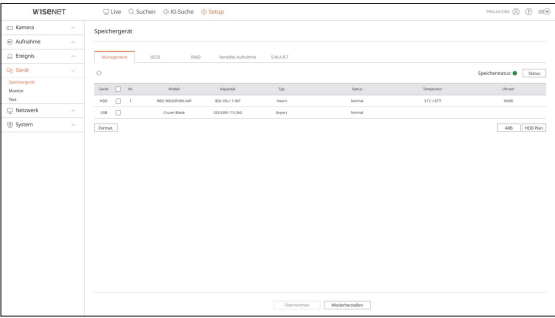 WISENET Live Suchen KI-Suche Setup
Kamera
Aufnahme
Ereignis
Gerät
Speichergerät
Monitor
Text
Netzwerk
System
Speichergerät
Management iSCSI RAID Verteilte Aufnahme S.M.A.R.T
Speicherstatus Status
Gerät Nr. Modell Kapazität Typ Status Temperatur Uhrzeit
HDD 1 Intern Normal
USB Cruzer Blade Export Normal
Format. ARB HDD Plan
Übernehmen Wiederherstellen